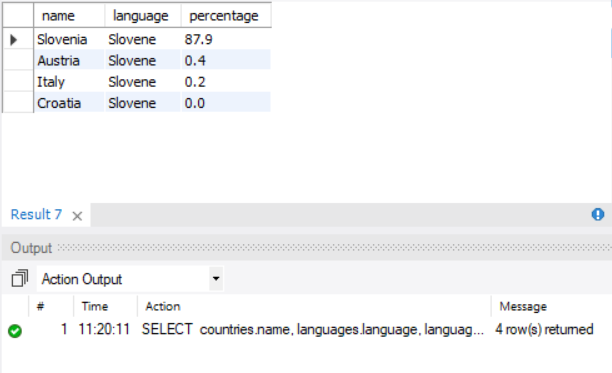 name language percentage
Slovenia Slovene 87.9
Austria Slovene 0.4
Italy Slovene 0.2
Croatia Slovene 0.0
Result 7 ×
Output
Action Output
# Time Action Message
1 11:20:11 SELECT countries.name, languages.language, languag... 4 row(s) returned